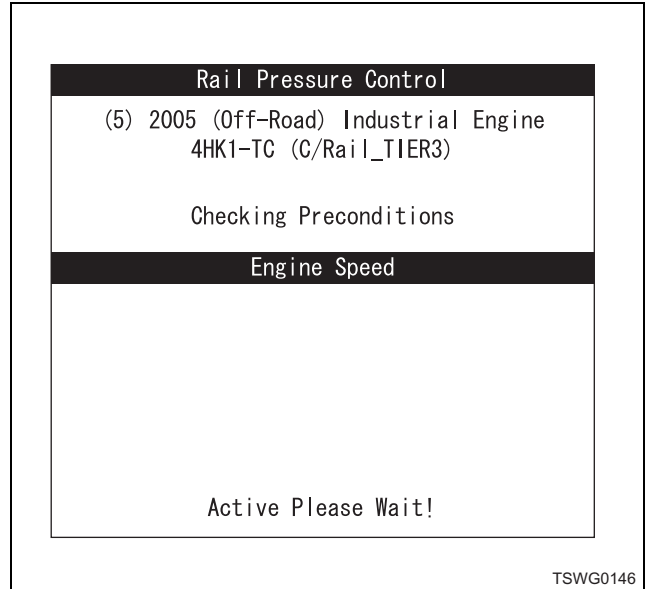 Rail Pressure Control
(5) 2005 (Off-Road) Industrial Engine
4HK1-TC (C/Rail_TIER3)
Checking Preconditions
Engine Speed
Active Please Wait!
TSWG0146